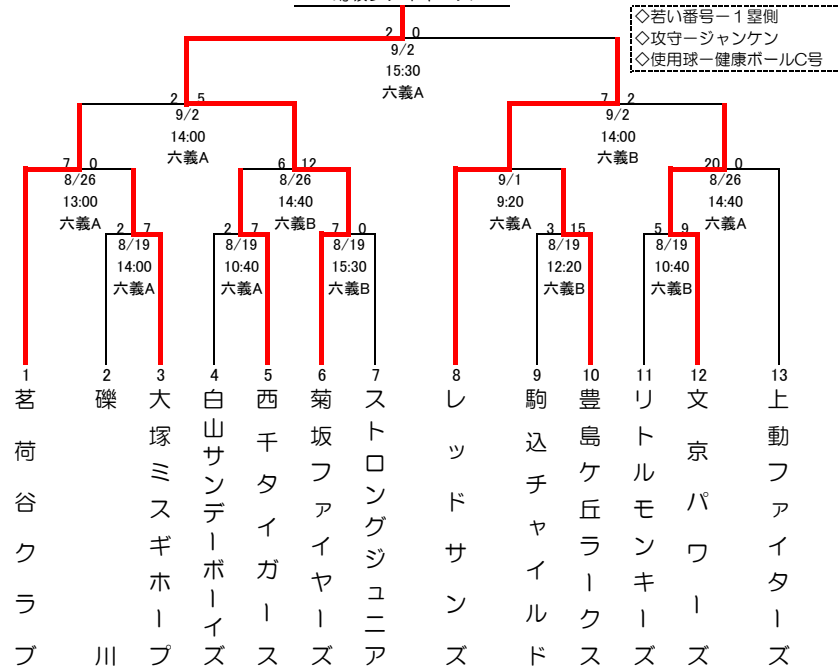 ◇若い番号－１塁側
◇攻守－ジャンケン
◇使用球－健康ボールC号
2 0
9/2
15:30
六義A
2 5
9/2
14:00
六義A
7 2
9/2
14:00
六義B
7 0
8/26
13:00
六義A
6 12
8/26
14:40
六義B
9/1
9:20
六義A
20 0
8/26
14:40
六義A
2 7
8/19
14:00
六義A
2 7
8/19
10:40
六義A
7 0
8/19
15:30
六義B
3 15
8/19
12:20
六義B
5 9
8/19
10:40
六義B
1
茗荷谷クラブ
2
礫川
3
大塚ミスギホープ
4
白山サンデーボーイズ
5
西千タイガース
6
菊坂ファイヤーズ
7
ストロングジュニア
8
レッドサンズ
9
駒込チャイルド
10
豊島ケ丘ラークス
11
リトルモンキーズ
12
文京パワーズ
13
上動ファイターズ